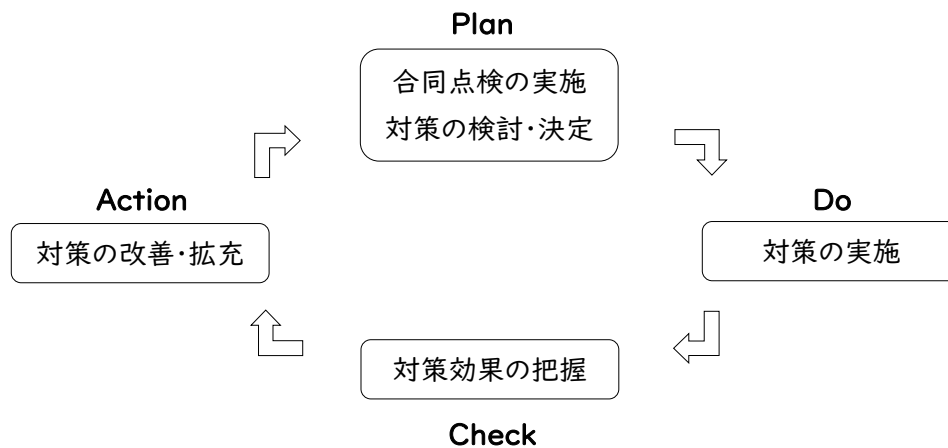 Plan
合同点検の実施
対策の検討･決定
Action
対策の改善･拡充
Do
対策の実施
対策効果の把握
Check